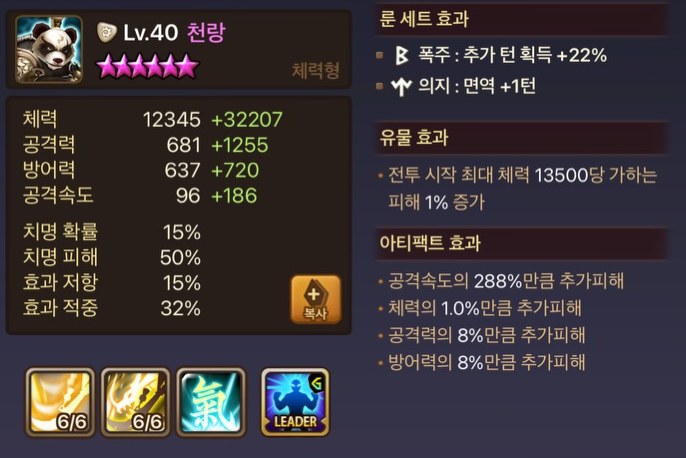 Lv.40 천랑
체력형
체력 12345 +32207
공격력 681 +1255
방어력 637 +720
공격속도 96 +186
치명 확률 15%
치명 피해 50%
효과 저항 15%
효과 적중 32%
복사
6/6
6/6
氣
LEADER
G
룬 세트 효과
폭주 : 추가 턴 획득 +22%
의지 : 면역 +1턴
유물 효과
• 전투 시작 최대 체력 13500당 가하는
피해 1% 증가
아티팩트 효과
• 공격속도의 288%만큼 추가피해
• 체력의 1.0%만큼 추가피해
• 공격력의 8%만큼 추가피해
• 방어력의 8%만큼 추가피해